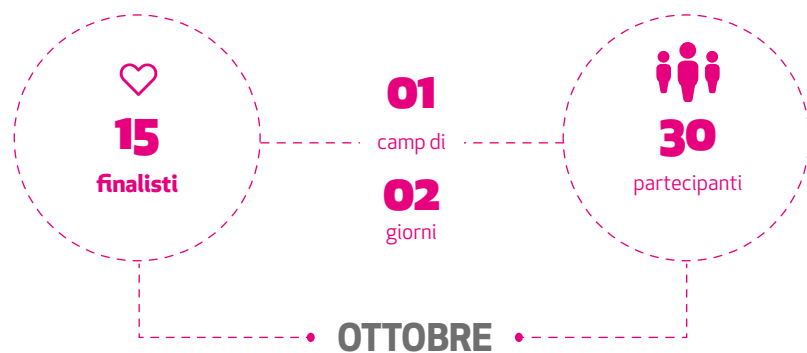 15
finalisti
01
camp di
02
giorni
30
partecipanti
OTTOBRE